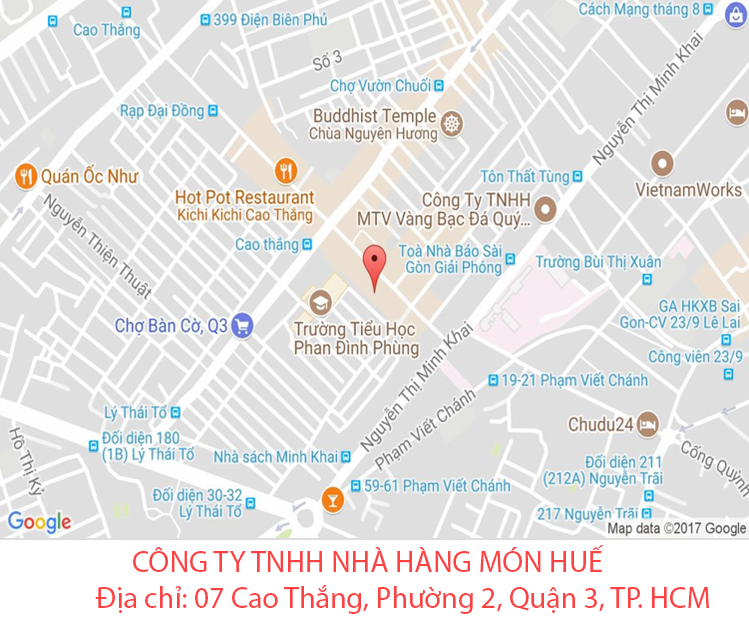 Cách Mạng tháng 8
399 Điện Biên Phủ
Cao Thắng
Số 3
Nguyễn Thị Minh Khai
Chợ Vườn Chuối
Rạp Đại Đồng
Buddhist Temple
Chùa Nguyên Hương
Quán Ốc Như
Hot Pot Restaurant
Kichi Kichi Cao Thắng
Tôn Thất Tùng
VietnamWorks
Công Ty TNHH
MTV Vàng Bạc Đá Quý...
Nguyễn Thiện Thuật
Cao thắng
Toà Nhà Báo Sài
Gòn Giải Phóng
Trường Bùi Thị Xuân
Trường Tiểu Học
Phan Đình Phùng
Chợ Bàn Cờ, Q3
GA HKXB Sai
Gon-CV 23/9 Lê Lai
Công viên 23/9
Nguyễn Thị Minh Khai
19-21 Phạm Viết Chánh
Phạm Viết Chánh
Lý Thái Tổ
Chudu24
Hồ Thị Kỷ
Đối diện 180
(1B) Lý Thái Tổ
Nhà sách Minh Khai
Cống Quỳnh
Đối diện 211
(212A) Nguyễn Trãi
Đối diện 30-32
Lý Thái Tổ
59-61 Phạm Viết Chánh
217 Nguyễn Trãi
Google
Map data ©2017 Google
CÔNG TY TNHH NHÀ HÀNG MÓN HUẾ
Địa chỉ: 07 Cao Thắng, Phường 2, Quận 3, TP. HCM